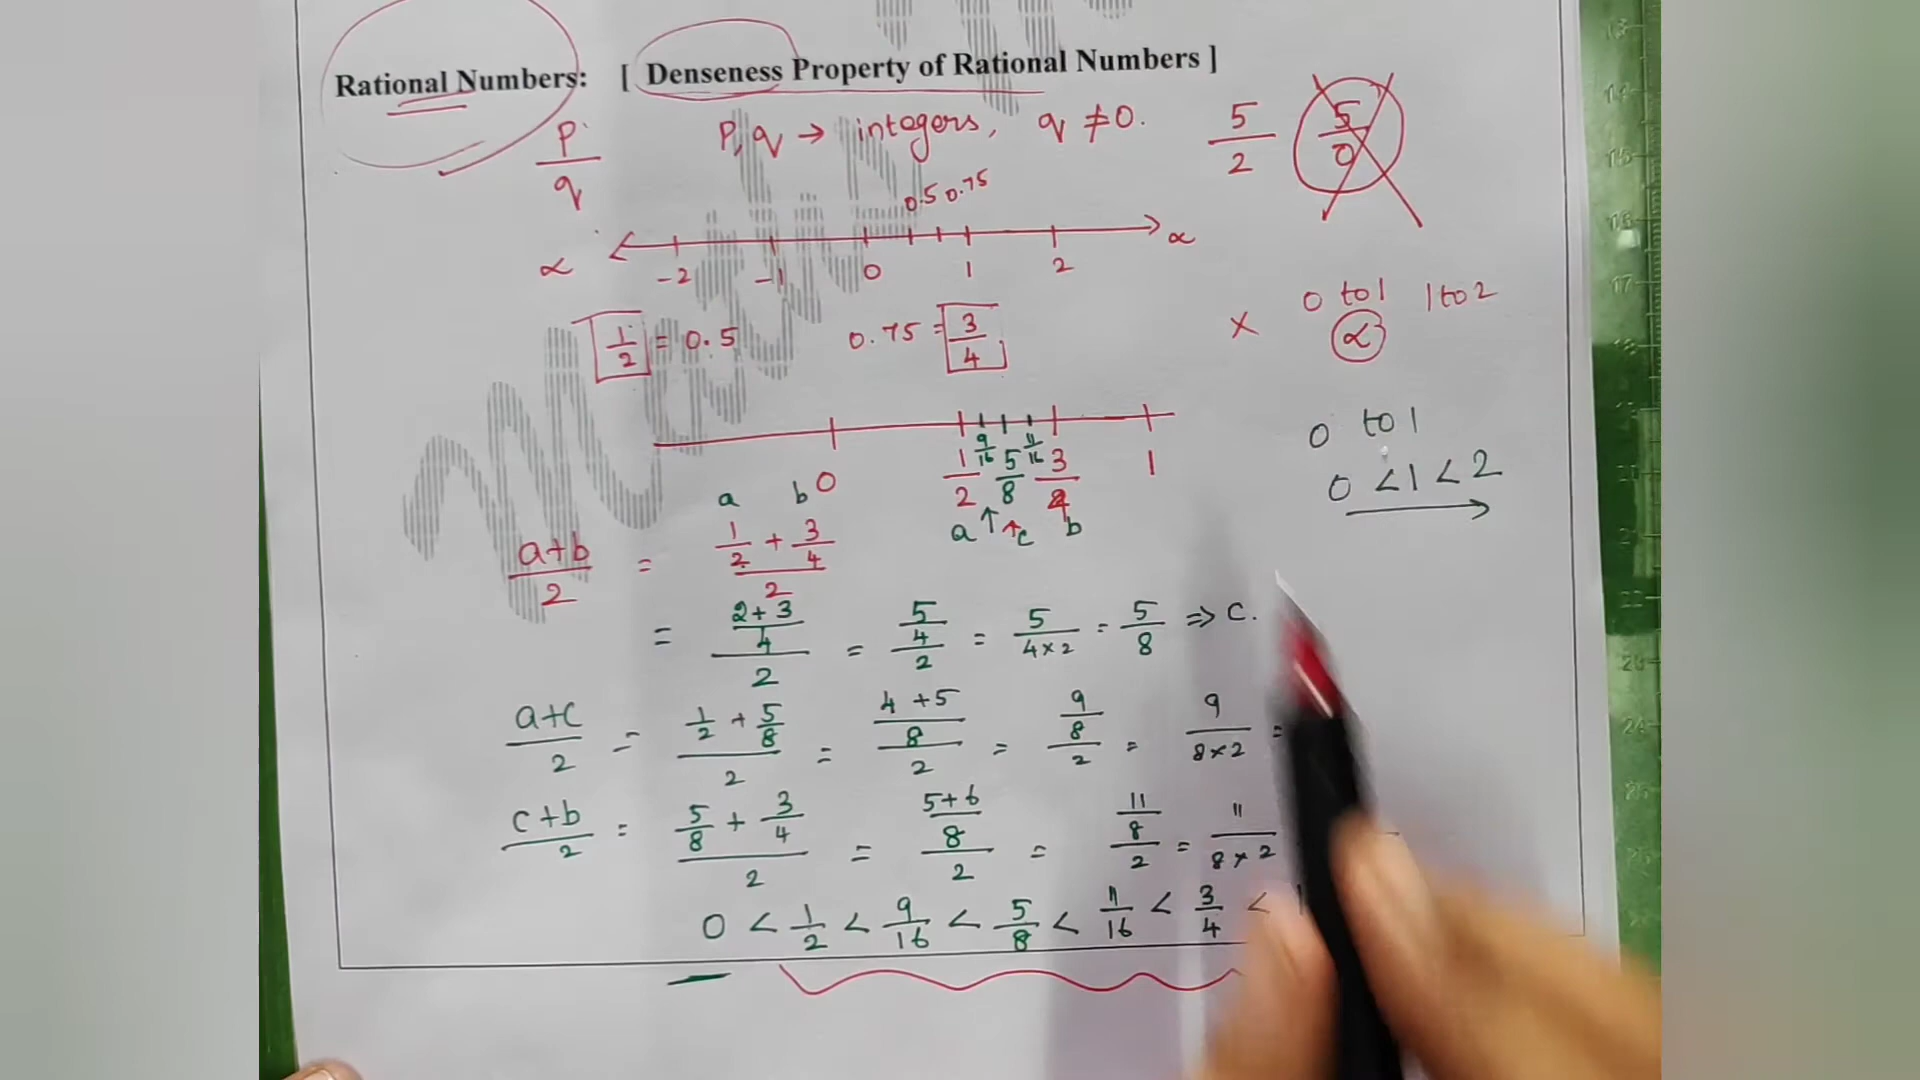 Rational Numbers: [ Denseness Property of Rational Numbers ]
P/q P, q → integers, q ≠ 0. 5/2 5/0
0.5 0.75
∝ -2 -1 0 1 2 ∝
1/2 = 0.5 0.75 = 3/4 × 0 to 1 1 to 2
∝
0 to 1
0 1/2 9/16 5/8 11/16 3/4 1
0 < 1 < 2
a b
a ↑ ↑ c b
(a+b)/2 = (1/2 + 3/4)/2
= ((2+3)/4)/2 = (5/4)/2 = 5/(4×2) = 5/8 ⇒ c.
(a+c)/2 = (1/2 + 5/8)/2 = ((4+5)/8)/2 = (9/8)/2 = 9/(8×2) =
(c+b)/2 = (5/8 + 3/4)/2 = ((5+6)/8)/2 = (11/8)/2 = 11/(8×2)
0 < 1/2 < 9/16 < 5/8 < 11/16 < 3/4 < 1